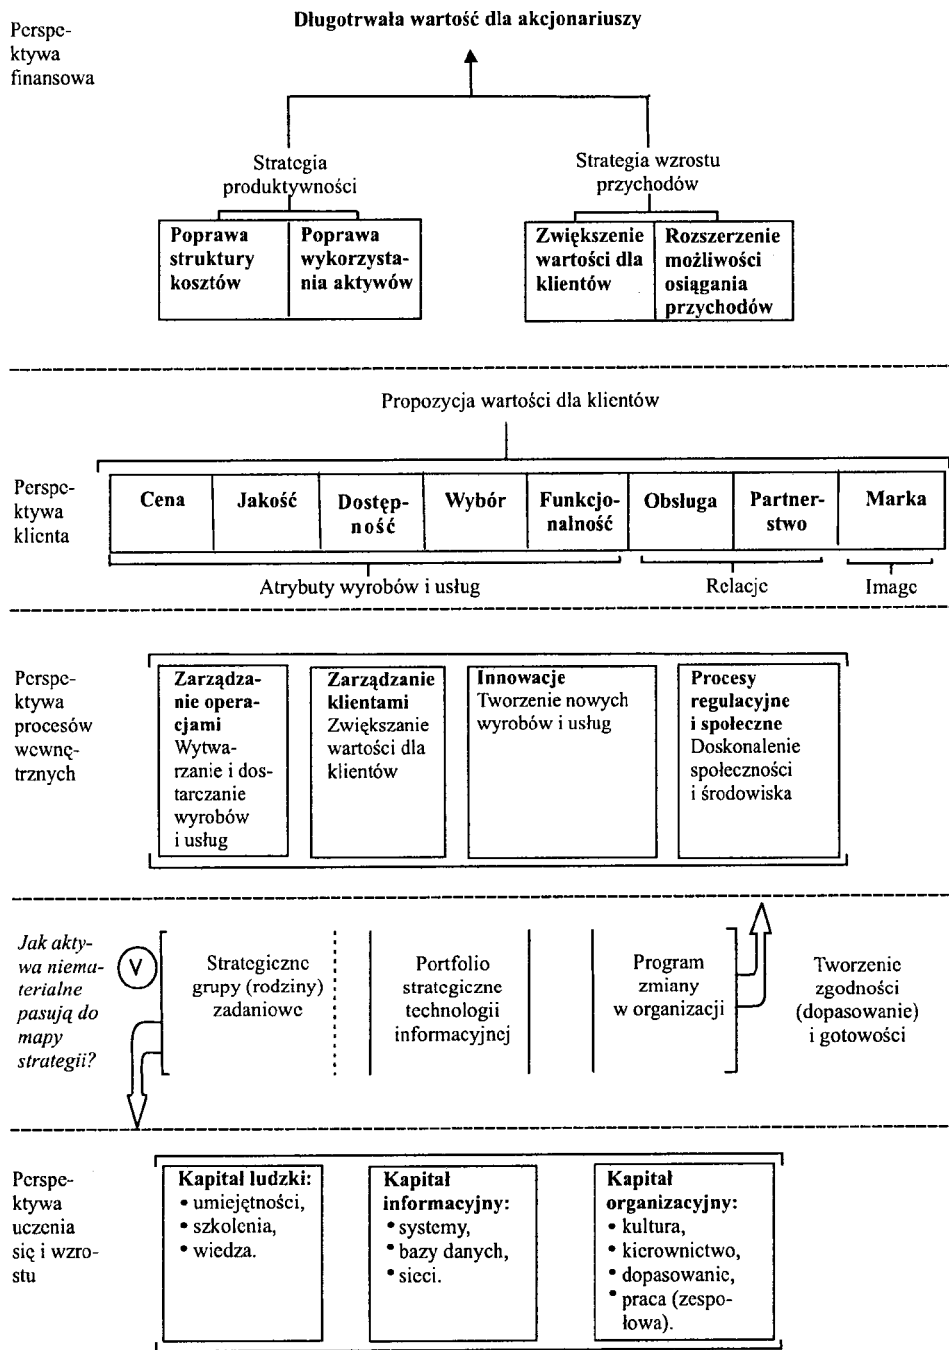 Perspe-
ktywa
finansowa
Długotrwała wartość dla akcjonariuszy
Strategia
produktywności
Strategia wzrostu
przychodów
Poprawa
struktury
kosztów
Poprawa
wykorzysta-
nia aktywów
Zwiększenie
wartości dla
klientów
Rozszerzenie
możliwości
osiągania
przychodów
Propozycja wartości dla klientów
Perspe-
ktywa
klienta
Cena
Jakość
Dostęp-
ność
Wybór
Funkcjo-
nalność
Obsługa
Partner-
stwo
Marka
Atrybuty wyrobów i usług
Relacje
Image
Perspe-
ktywa
procesów
wewnę-
trznych
Zarządza-
nie opera-
cjami
Wytwa-
rzanie i dos-
tarczanie
wyrobów
i usług
Zarządzanie
klientami
Zwiększanie
wartości dla
klientów
Innowacje
Tworzenie nowych
wyrobów i usług
Procesy
regulacyjne
i społeczne
Doskonalenie
społeczności
i środowiska
Jak akty-
wa niema-
terialne
pasują do
mapy
strategii?
V
Strategiczne
grupy (rodziny)
zadaniowe
Portfolio
strategiczne
technologii
informacyjnej
Program
zmiany
w organizacji
Tworzenie
zgodności
(dopasowanie)
i gotowości
Perspe-
ktywa
uczenia
się i wzro-
stu
Kapitał ludzki:
• umiejętności,
• szkolenia,
• wiedza.
Kapitał
informacyjny:
• systemy,
• bazy danych,
• sieci.
Kapitał
organizacyjny:
• kultura,
• kierownictwo,
• dopasowanie,
• praca (zespo-
łowa).